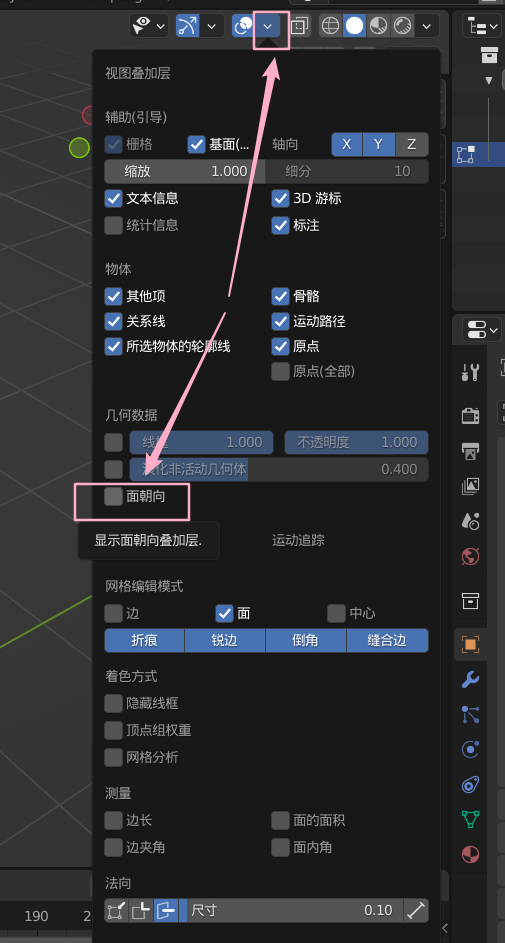 视图叠加层
辅助(引导)
栅格 基面(... 轴向 X Y Z
缩放 1.000 细分 10
文本信息 3D 游标
统计信息 标注
物体
其他项 骨骼
关系线 运动路径
所选物体的轮廓线 原点
原点(全部)
几何数据
线框 1.000 不透明度 1.000
淡化非活动几何体 0.400
面朝向
显示面朝向叠加层.
运动追踪
网格编辑模式
边 面 中心
折痕 锐边 倒角 缝合边
着色方式
隐藏线框
顶点组权重
网格分析
测量
边长 面的面积
边夹角 面内角
法向
尺寸 0.10
190 2